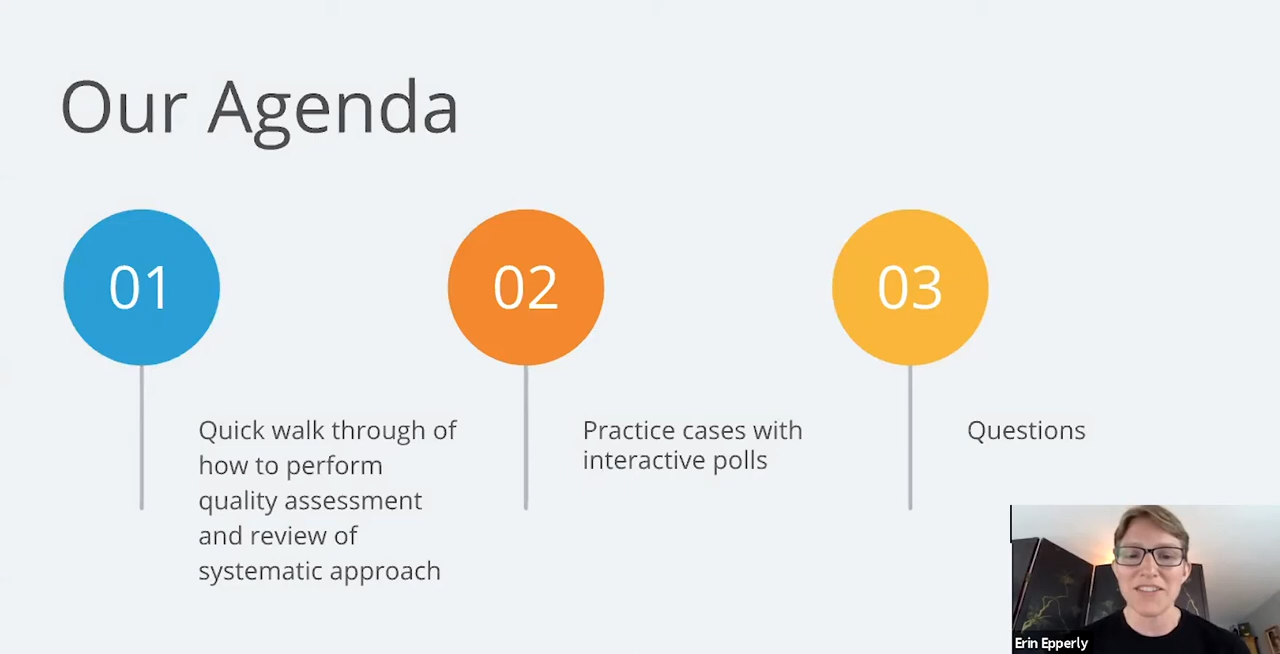 Our Agenda
01
Quick walk through of
how to perform
quality assessment
and review of
systematic approach
02
Practice cases with
interactive polls
03
Questions
Erin Epperly